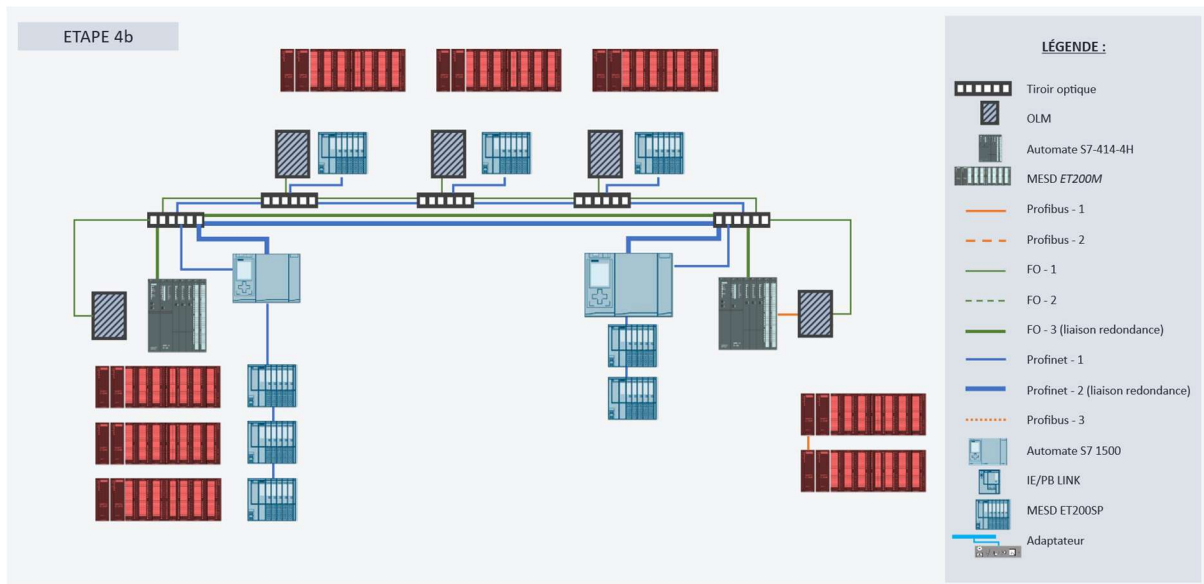 ETAPE 4b
LÉGENDE :
Tiroir optique
OLM
Automate S7-414-4H
MESD ET200M
Profibus - 1
Profibus - 2
FO - 1
FO - 2
FO - 3 (liaison redondance)
Profinet - 1
Profinet - 2 (liaison redondance)
Profibus - 3
Automate S7 1500
IE/PB LINK
MESD ET200SP
Adaptateur